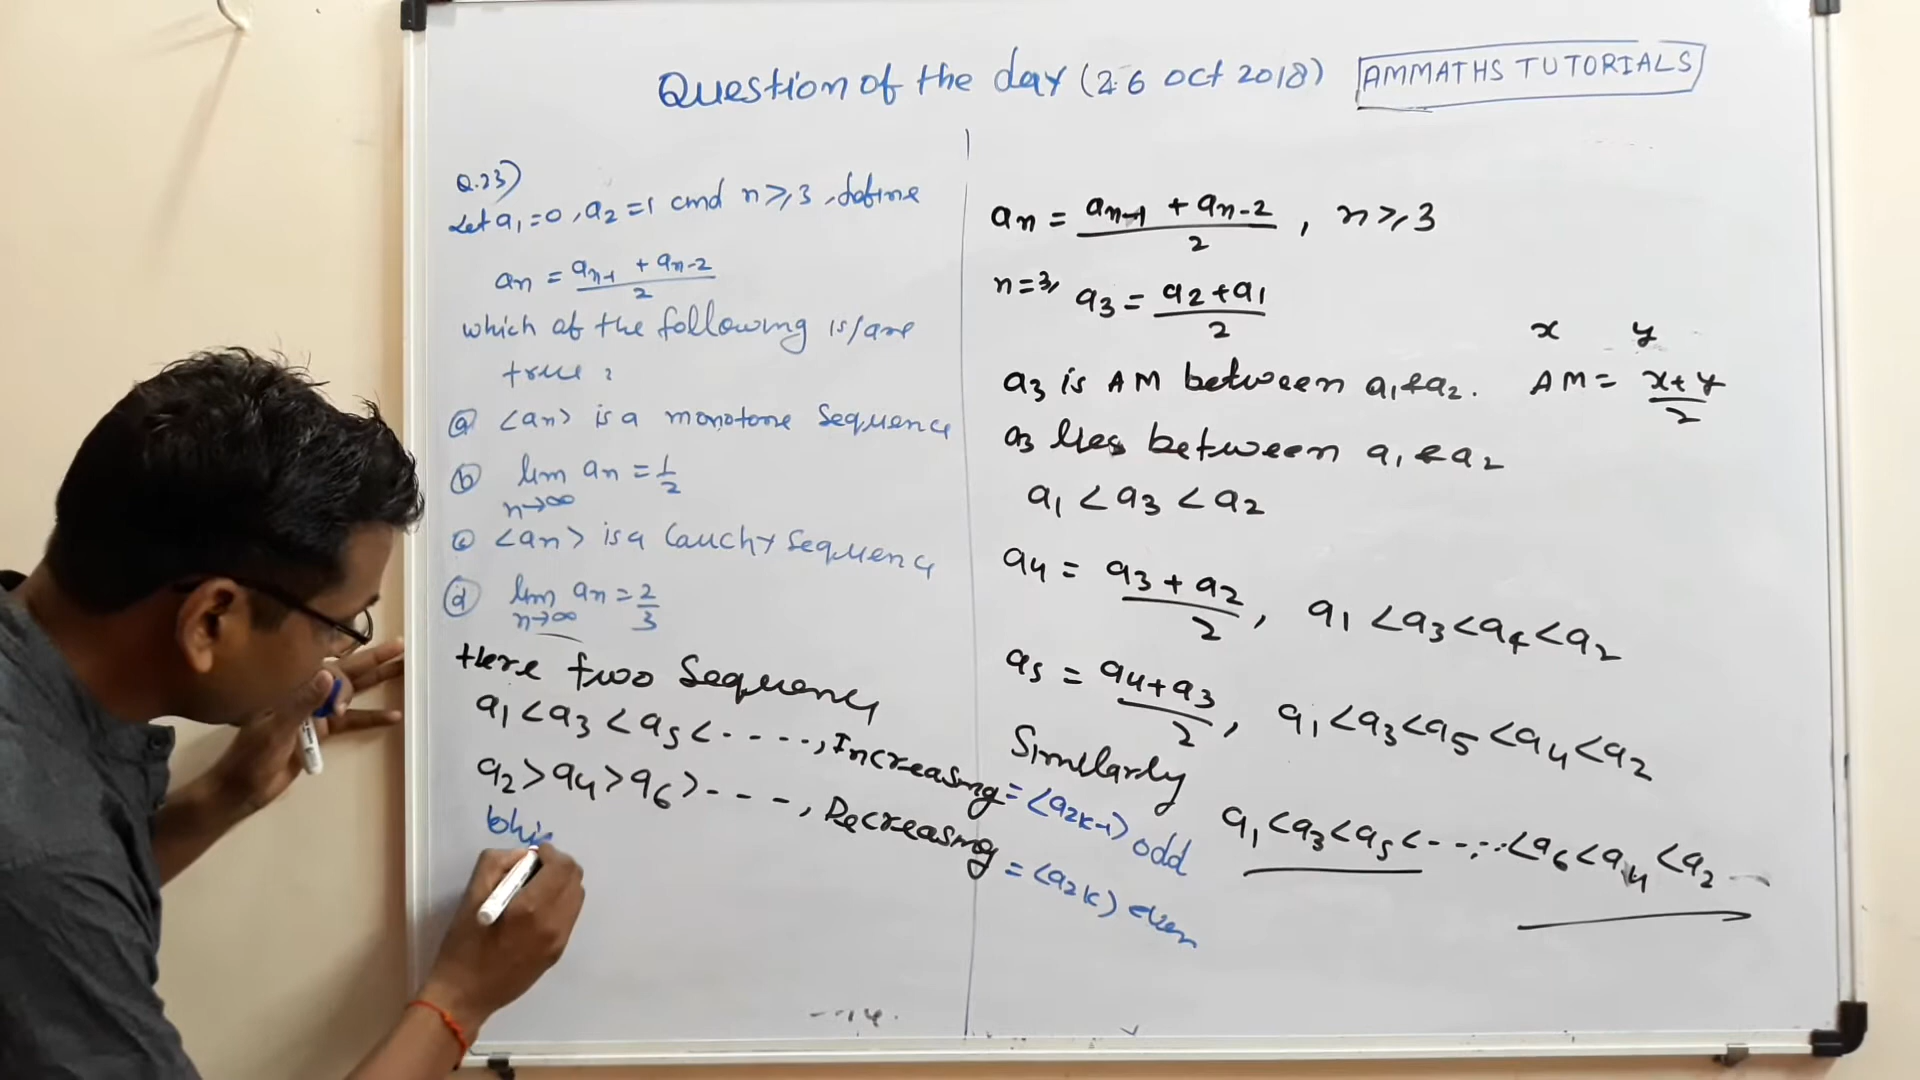 Question of the day (26 Oct 2018) AMMATHS TUTORIALS
Q.23)
Let a₁=0, a₂=1 and n≥3, define
aₙ = (aₙ₋₁ + aₙ₋₂)/2
which of the following is/are
true?
ⓐ <aₙ> is a monotone Sequence
ⓑ lim n→∞ aₙ = 1/2
ⓒ <aₙ> is a Cauchy Sequence
ⓓ lim n→∞ aₙ = 2/3
Here two Sequence
a₁ < a₃ < a₅ < ....., Increasing = <a₂ₖ₋₁> odd
a₂ > a₄ > a₆ > - - - -, Decreasing = <a₂ₖ> even
aₙ = (aₙ₋₁ + aₙ₋₂)/2, n≥3
n=3, a₃ = (a₂+a₁)/2
x y
a₃ is AM between a₁ & a₂. AM = (x+y)/2
a₃ lies between a₁ & a₂
a₁ < a₃ < a₂
a₄ = (a₃ + a₂)/2, a₁ < a₃ < a₄ < a₂
a₅ = (a₄+a₃)/2, a₁ < a₃ < a₅ < a₄ < a₂
Similarly
a₁ < a₃ < a₅ < - - ... < a₆ < a₄ < a₂